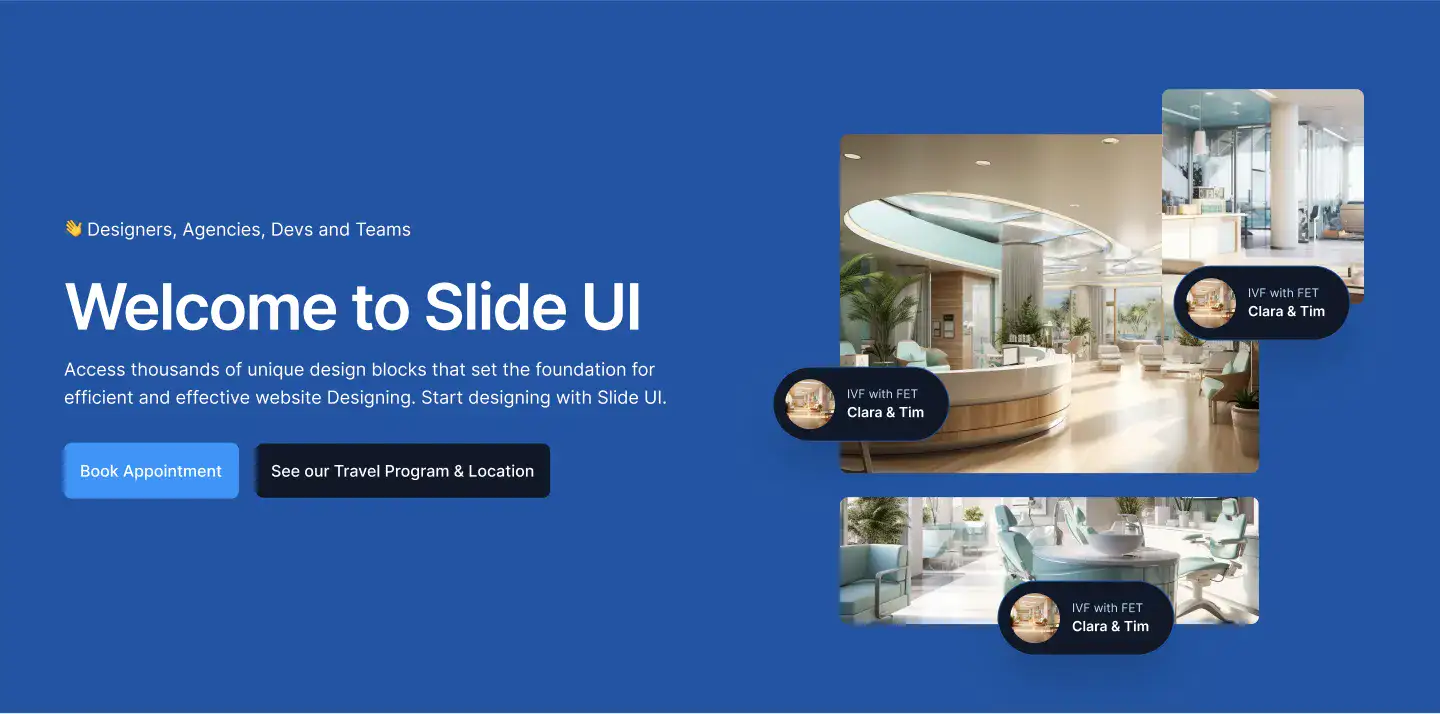 👋 Designers, Agencies, Devs and Teams
Welcome to Slide UI
Access thousands of unique design blocks that set the foundation for
efficient and effective website Designing. Start designing with Slide UI.
Book Appointment
See our Travel Program & Location
IVF with FET
Clara & Tim
IVF with FET
Clara & Tim
IVF with FET
Clara & Tim